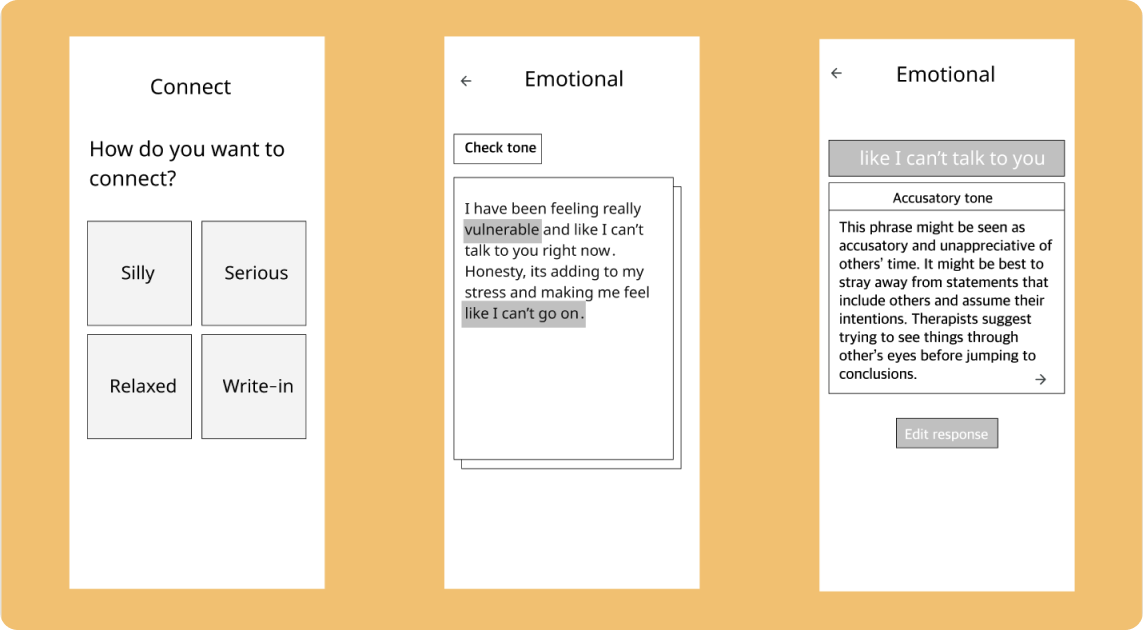 Connect
How do you want to
connect?
Silly
Serious
Relaxed
Write-in
Emotional
Check tone
I have been feeling really
vulnerable and like I can't
talk to you right now.
Honesty, its adding to my
stress and making me feel
like I can't go on.
Emotional
like I can't talk to you
Accusatory tone
This phrase might be seen as
accusatory and unappreciative of
others' time. It might be best to
stray away from statements that
include others and assume their
intentions. Therapists suggest
trying to see things through
other's eyes before jumping to
conclusions.
Edit response